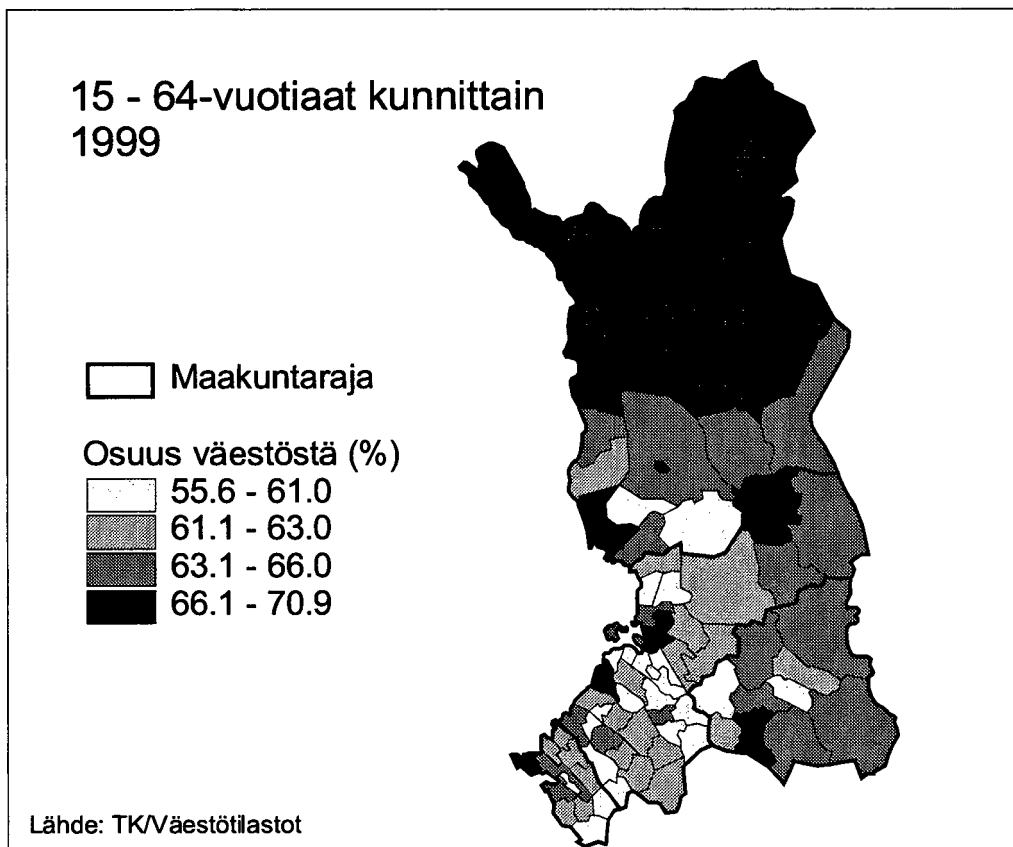 15 - 64-vuotiaat kunnittain
1999
Maakuntaraja
Osuus väestöstä (%)
55.6 - 61.0
61.1 - 63.0
63.1 - 66.0
66.1 - 70.9
Lähde: TK/Väestötilastot